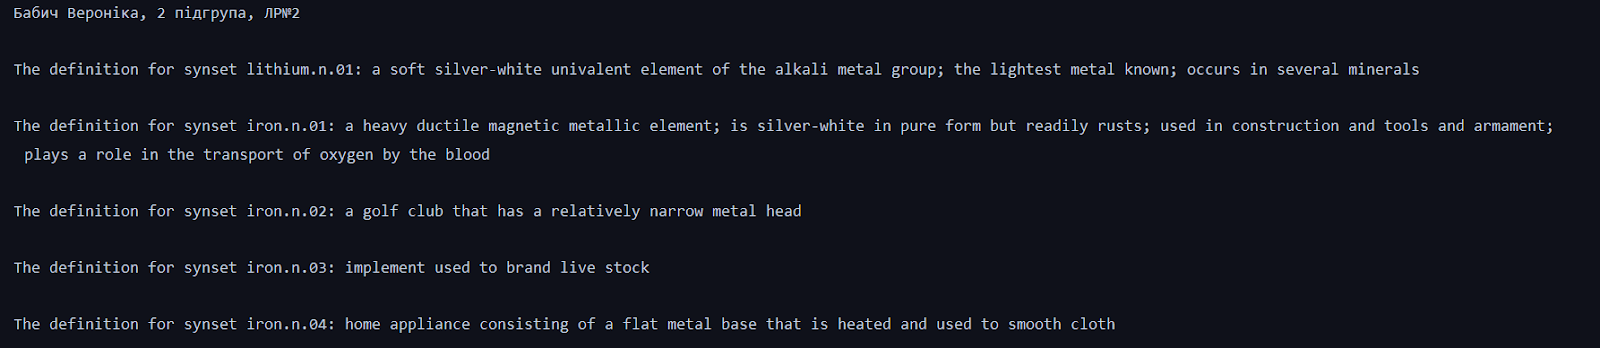 Бабич Вероніка, 2 підгрупа, ЛР№2
The definition for synset lithium.n.01: a soft silver-white univalent element of the alkali metal group; the lightest metal known; occurs in several minerals
The definition for synset iron.n.01: a heavy ductile magnetic metallic element; is silver-white in pure form but readily rusts; used in construction and tools and armament;
plays a role in the transport of oxygen by the blood
The definition for synset iron.n.02: a golf club that has a relatively narrow metal head
The definition for synset iron.n.03: implement used to brand live stock
The definition for synset iron.n.04: home appliance consisting of a flat metal base that is heated and used to smooth cloth